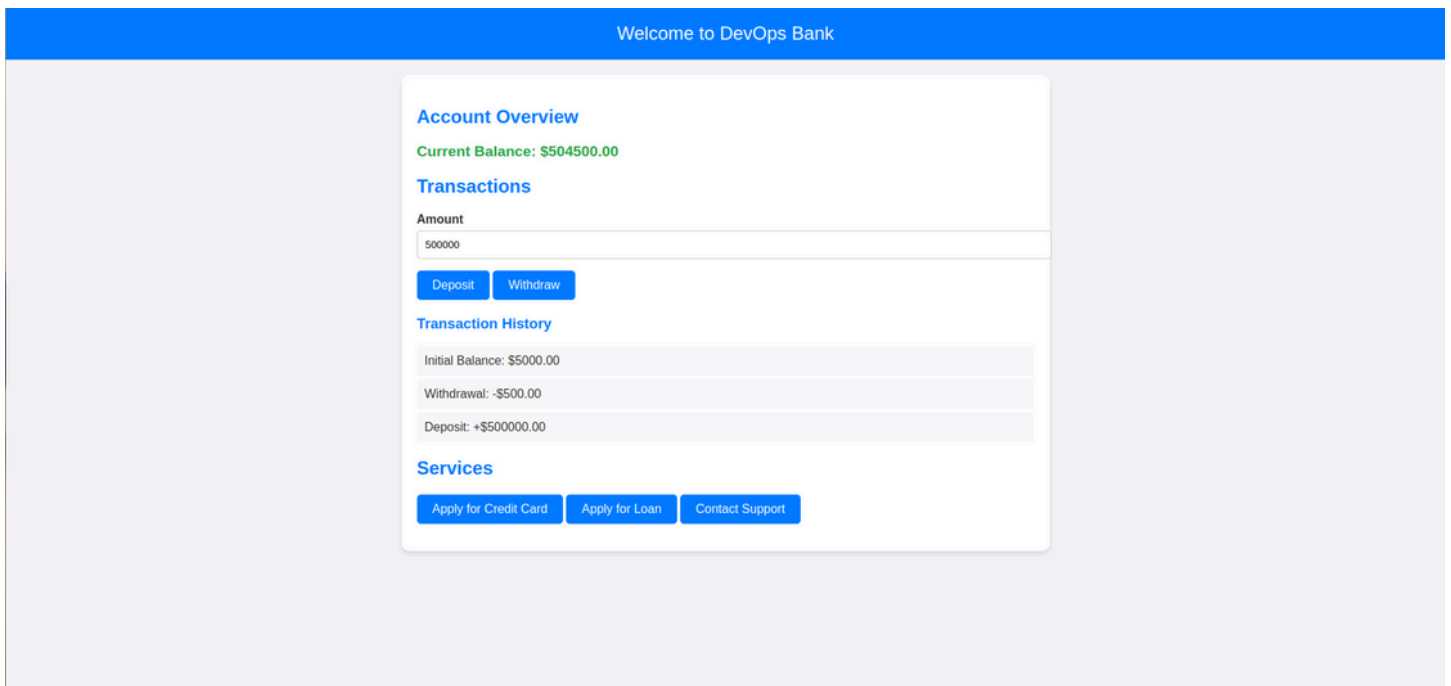 Welcome to DevOps Bank
Account Overview
Current Balance: $504500.00
Transactions
Amount
500000
Deposit Withdraw
Transaction History
Initial Balance: $5000.00
Withdrawal: -$500.00
Deposit: +$500000.00
Services
Apply for Credit Card Apply for Loan Contact Support